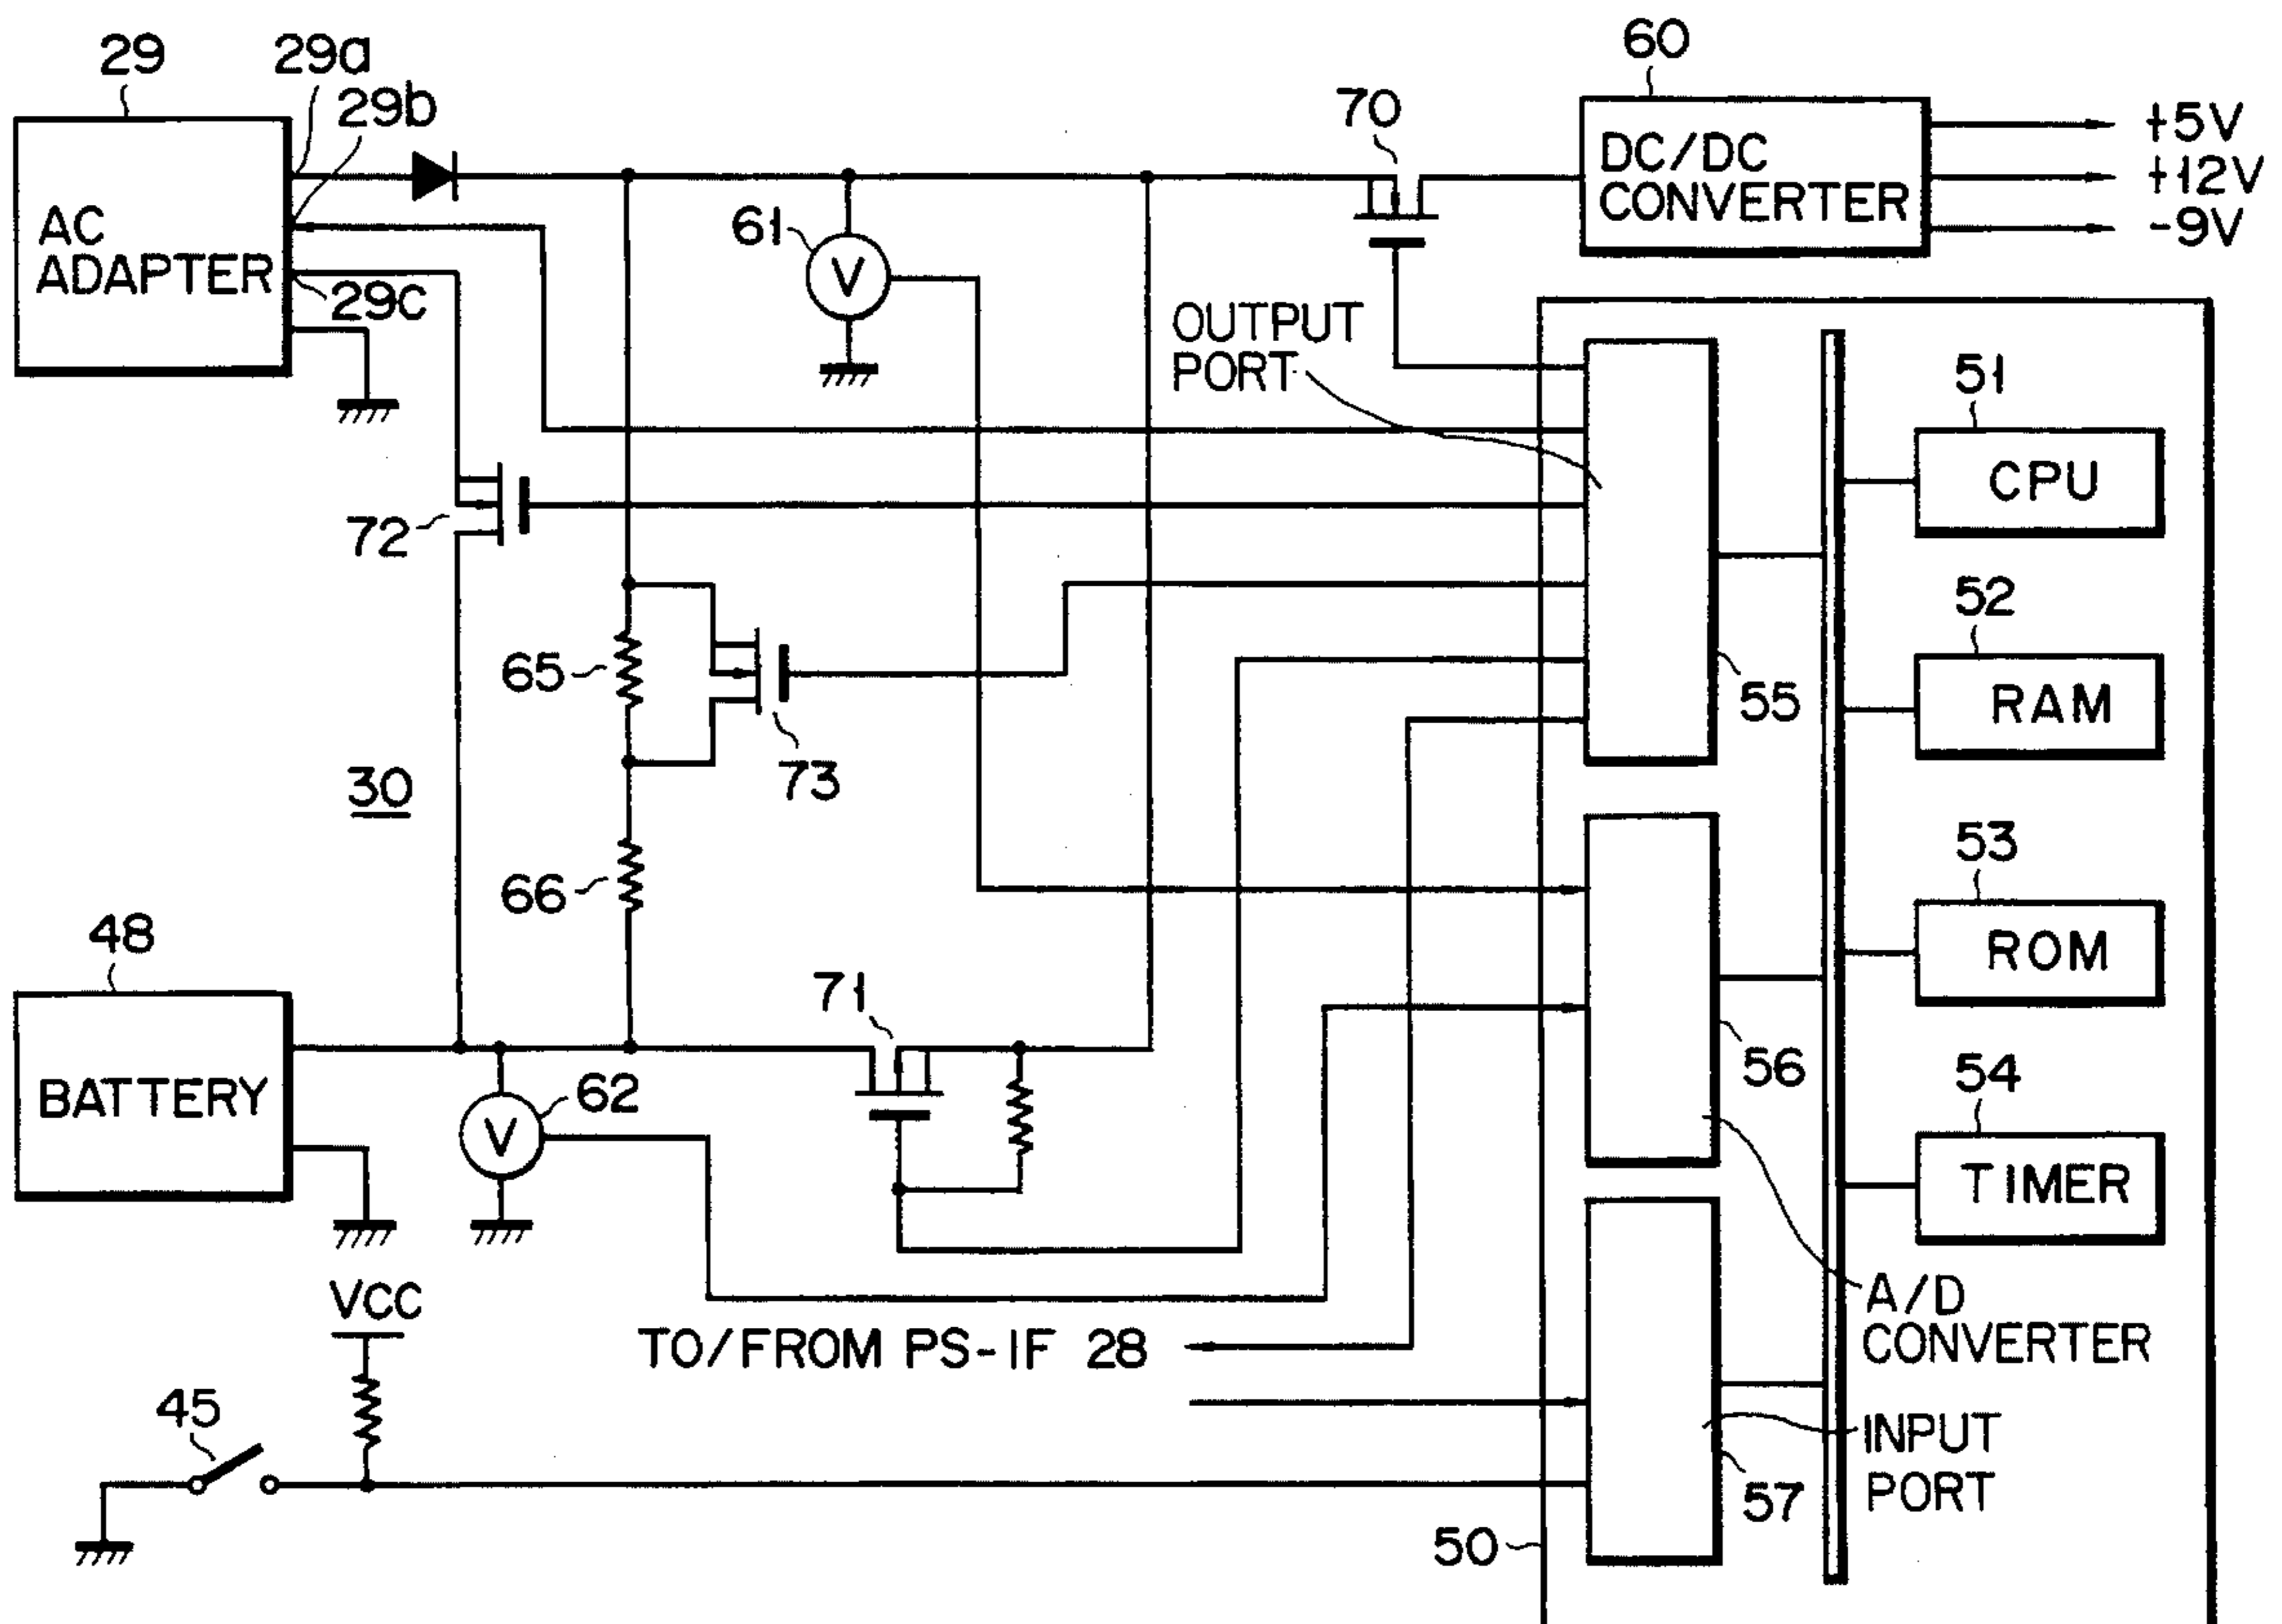 29
29a
29b
29c
AC
ADAPTER
61
V
70
60
DC/DC
CONVERTER
+5V
+12V
-9V
OUTPUT
PORT
51
CPU
52
RAM
53
ROM
54
TIMER
72
65
73
55
30
66
48
BATTERY
71
62
V
56
A/D
CONVERTER
VCC
TO/FROM PS-IF 28
45
INPUT
PORT
57
50